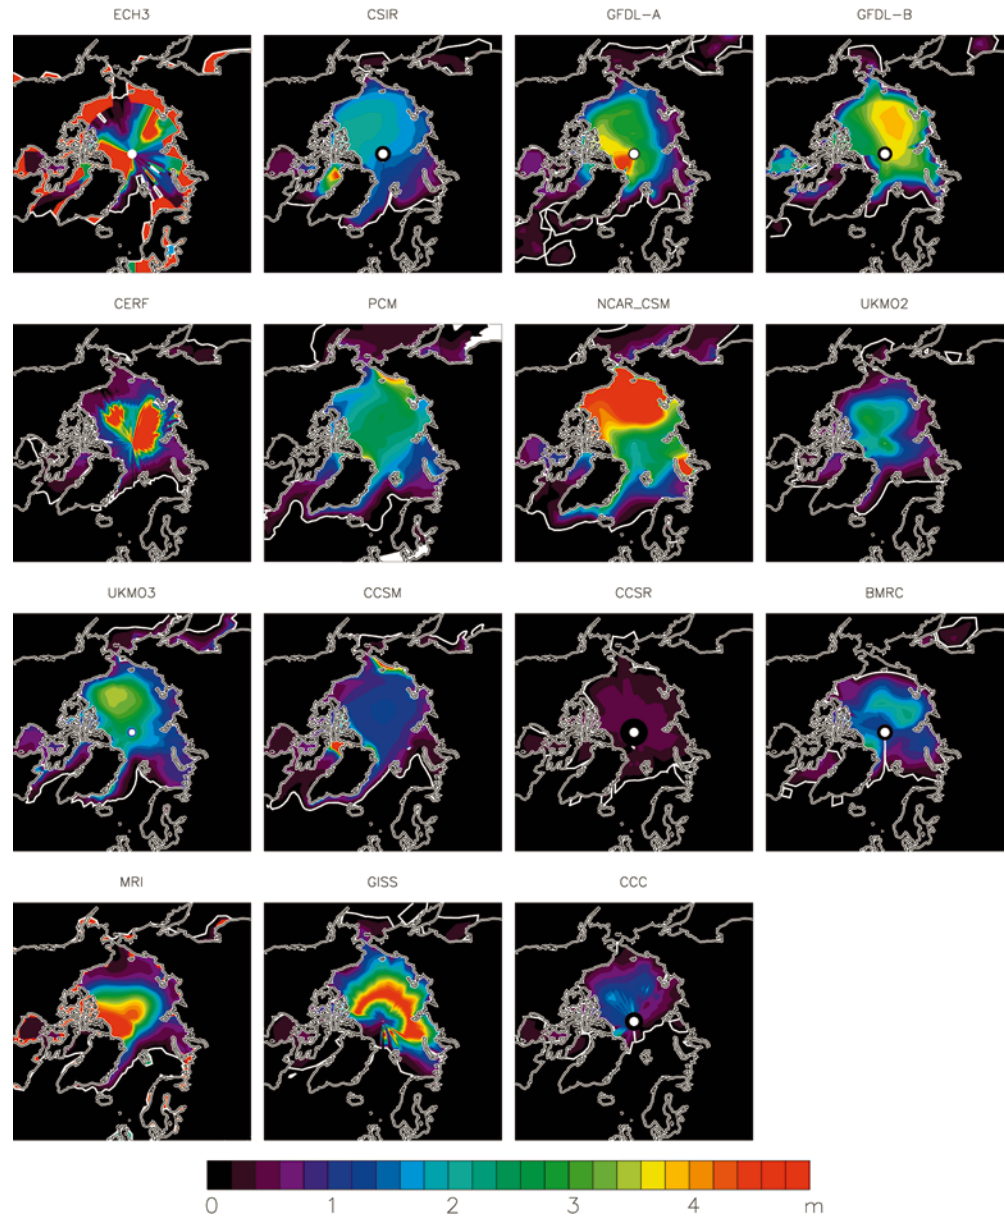 ECH3 CSIR GFDL-A GFDL-B
CERF PCM NCAR_CSM UKMO2
UKMO3 CCSM CCSR BMRC
MRI GISS CCC
0 1 2 3 4 m